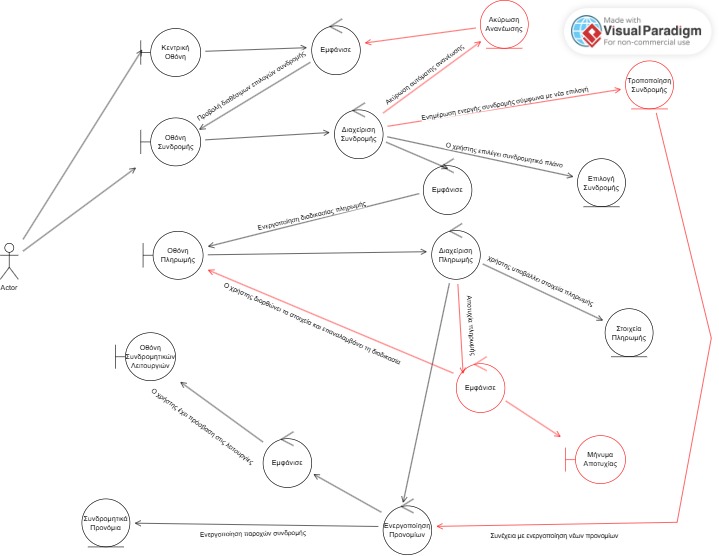 Made with
VisualParadigm
For non-commercial use
Ακύρωση
Ανανέωσης
Κεντρική
Οθόνη
Εμφάνισε
Προβολή διαθέσιμων επιλογών συνδρομής
Ακύρωση αυτόματης ανανέωσης
Ενημέρωση ενεργής συνδρομής σύμφωνα με νέα επιλογή
Τροποποίηση
Συνδρομής
Οθόνη
Συνδρομής
Διαχείριση
Συνδρομής
Ο χρήστης επιλέγει συνδρομητικό πλάνο
Επιλογή
Συνδρομής
Εμφάνισε
Ενεργοποίηση διαδικασίας πληρωμής
Οθόνη
Πληρωμής
Διαχείριση
Πληρωμής
Χρήστης υποβάλλει στοιχεία πληρωμής
Actor
Ο χρήστης διορθώνει τα στοιχεία και επαναλαμβάνει τη διαδικασία
Αποτυχία πληρωμής
Στοιχεία
Πληρωμής
Οθόνη
Συνδρομητικών
Λειτουργιών
Εμφάνισε
Ο χρήστης έχει πρόσβαση στις λειτουργίες
Εμφάνισε
Μήνυμα
Αποτυχίας
Συνδρομητικά
Προνόμια
Ενεργοποίηση παροχών συνδρομής
Ενεργοποίηση
Προνομίων
Συνέχεια με ενεργοποίηση νέων προνομίων